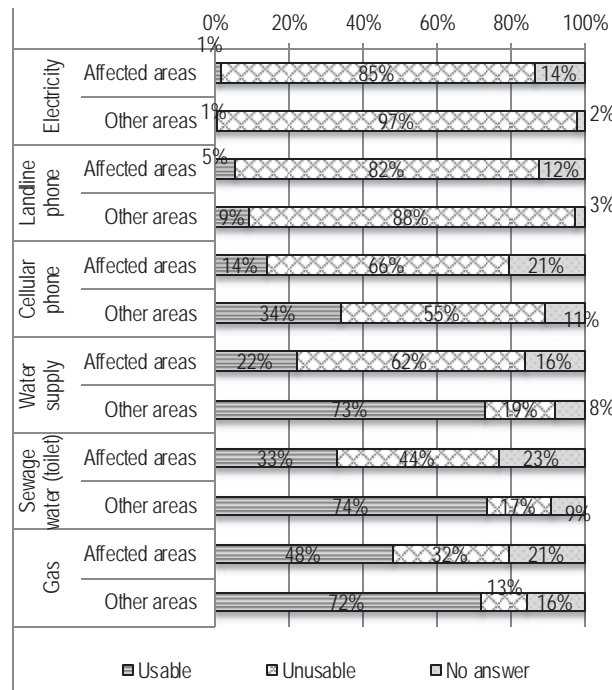 0% 20% 40% 60% 80% 100%
Electricity
1%
Affected areas 85% 14%
Other areas 1% 97% 2%
Landline
phone
Affected areas 5% 82% 12%
Other areas 9% 88% 3%
Cellular
phone
Affected areas 14% 66% 21%
Other areas 34% 55% 11%
Water
supply
Affected areas 22% 62% 16%
Other areas 73% 19% 8%
Sewage
water (toilet)
Affected areas 33% 44% 23%
Other areas 74% 17% 9%
Gas
Affected areas 48% 32% 21%
Other areas 72% 13% 16%
Usable Unusable No answer